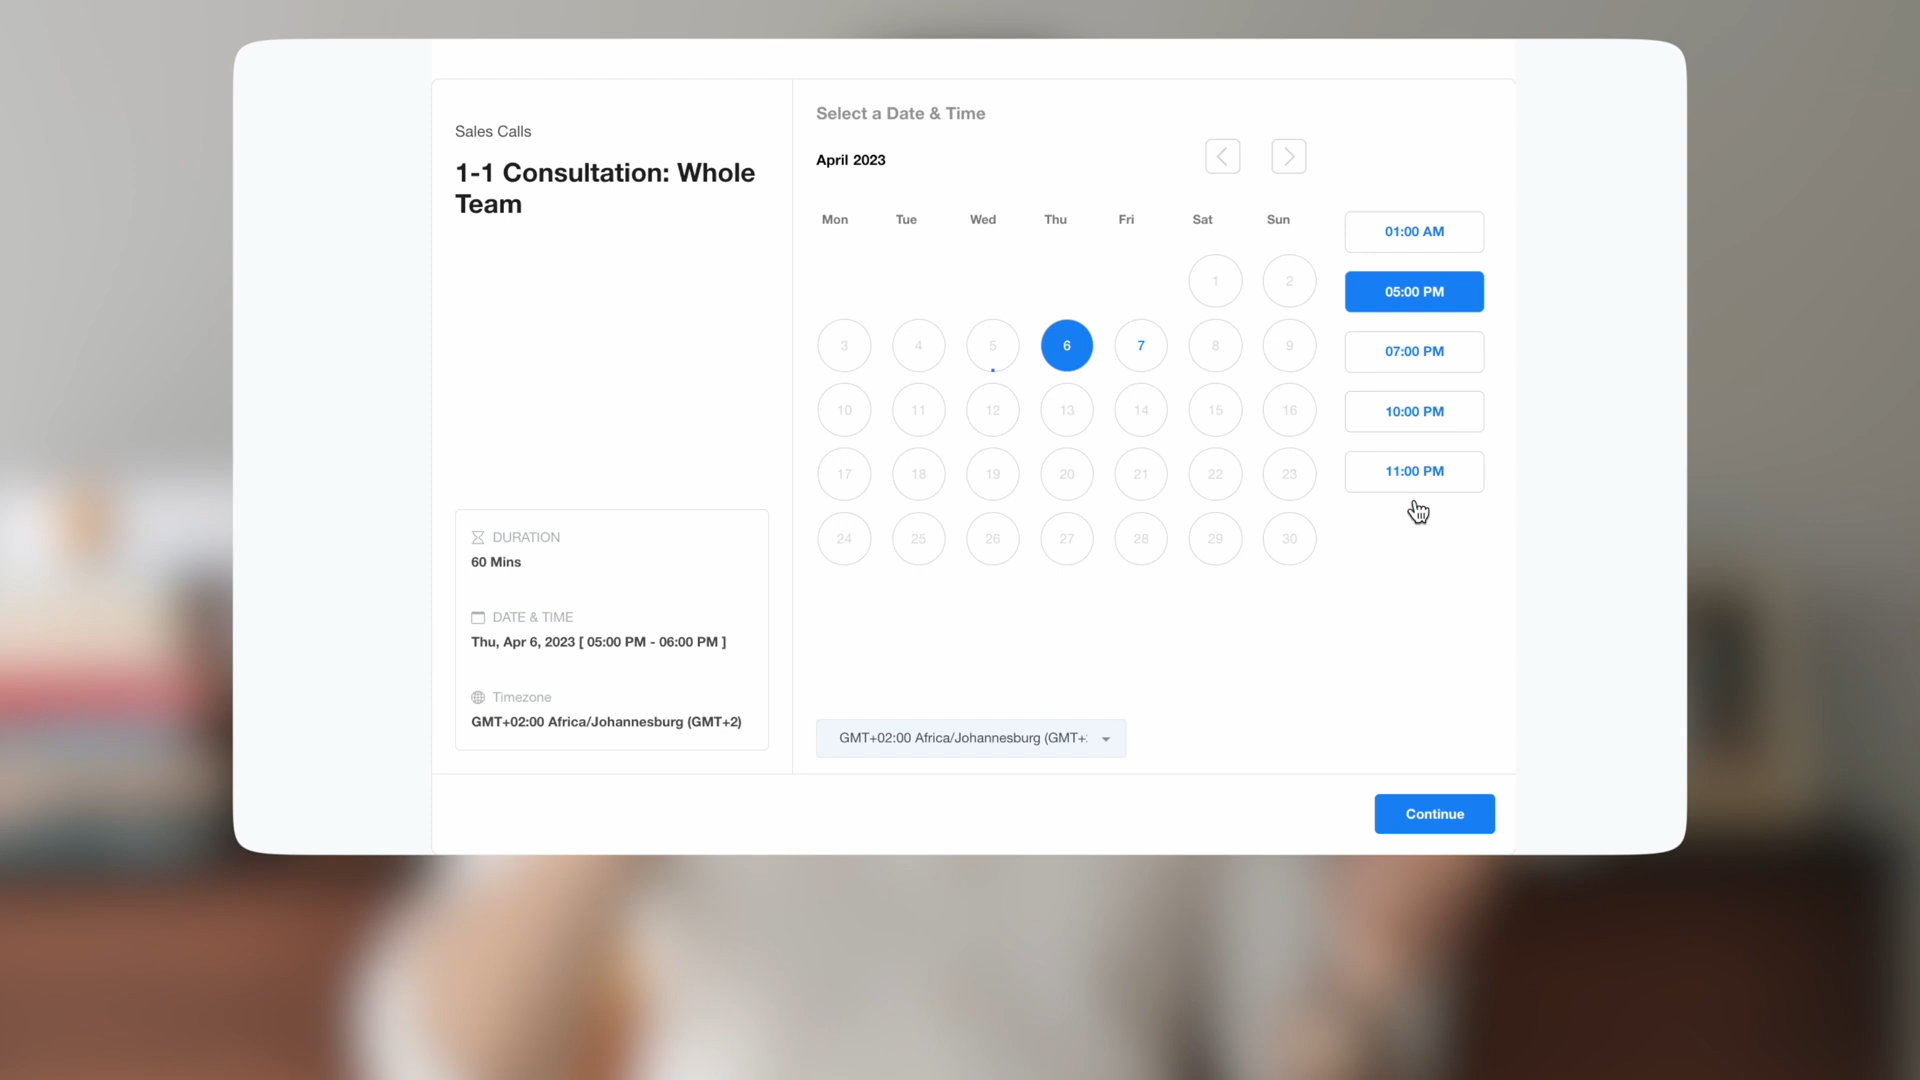 Sales Calls
1-1 Consultation: Whole
Team
DURATION
60 Mins
DATE & TIME
Thu, Apr 6, 2023 [ 05:00 PM - 06:00 PM ]
Timezone
GMT+02:00 Africa/Johannesburg (GMT+2)
Select a Date & Time
April 2023
Mon Tue Wed Thu Fri Sat Sun
1 2
3 4 5 6 7 8 9
10 11 12 13 14 15 16
17 18 19 20 21 22 23
24 25 26 27 28 29 30
01:00 AM
05:00 PM
07:00 PM
10:00 PM
11:00 PM
GMT+02:00 Africa/Johannesburg (GMT+:
Continue